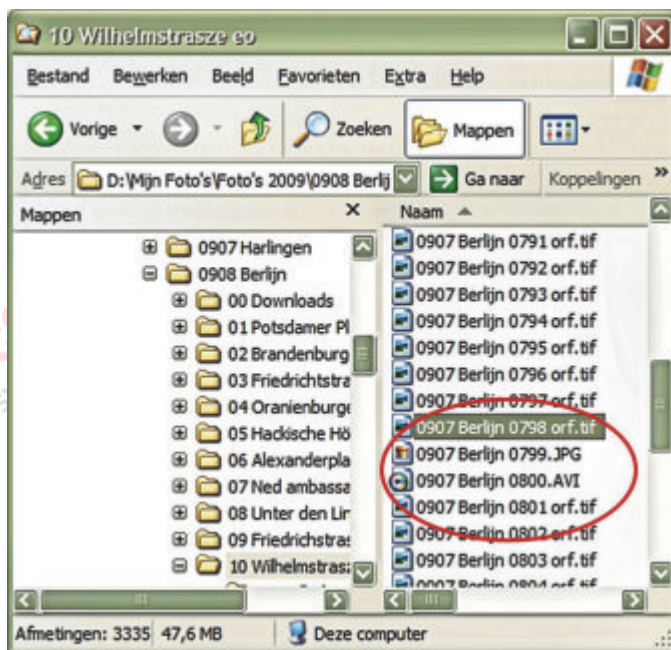 10 Wilhelmstrasze eo
Bestand Bewerken Beeld Favorieten Extra Help
Vorige Zoeken Mappen
Adres D:\Mijn Foto's\Foto's 2009\0908 Berlij Ga naar Koppelingen »
Mappen x
0907 Harlingen
0908 Berlijn
00 Downloads
01 Potsdamer Pl
02 Brandenburg
03 Friedrichtstra
04 Oranienburge
05 Hackische Hö
06 Alexanderpla
07 Ned ambassa
08 Unter den Lin
09 Friedrichstras
10 Wilhelmstras
Naam
0907 Berlijn 0791 orf.tif
0907 Berlijn 0792 orf.tif
0907 Berlijn 0793 orf.tif
0907 Berlijn 0794 orf.tif
0907 Berlijn 0795 orf.tif
0907 Berlijn 0796 orf.tif
0907 Berlijn 0797 orf.tif
0907 Berlijn 0798 orf.tif
0907 Berlijn 0799.JPG
0907 Berlijn 0800.AVI
0907 Berlijn 0801 orf.tif
0907 Berlijn 0802 orf.tif
0907 Berlijn 0803 orf.tif
0907 Berlijn 0804 orf.tif
Afmetingen: 3335 47,6 MB Deze computer